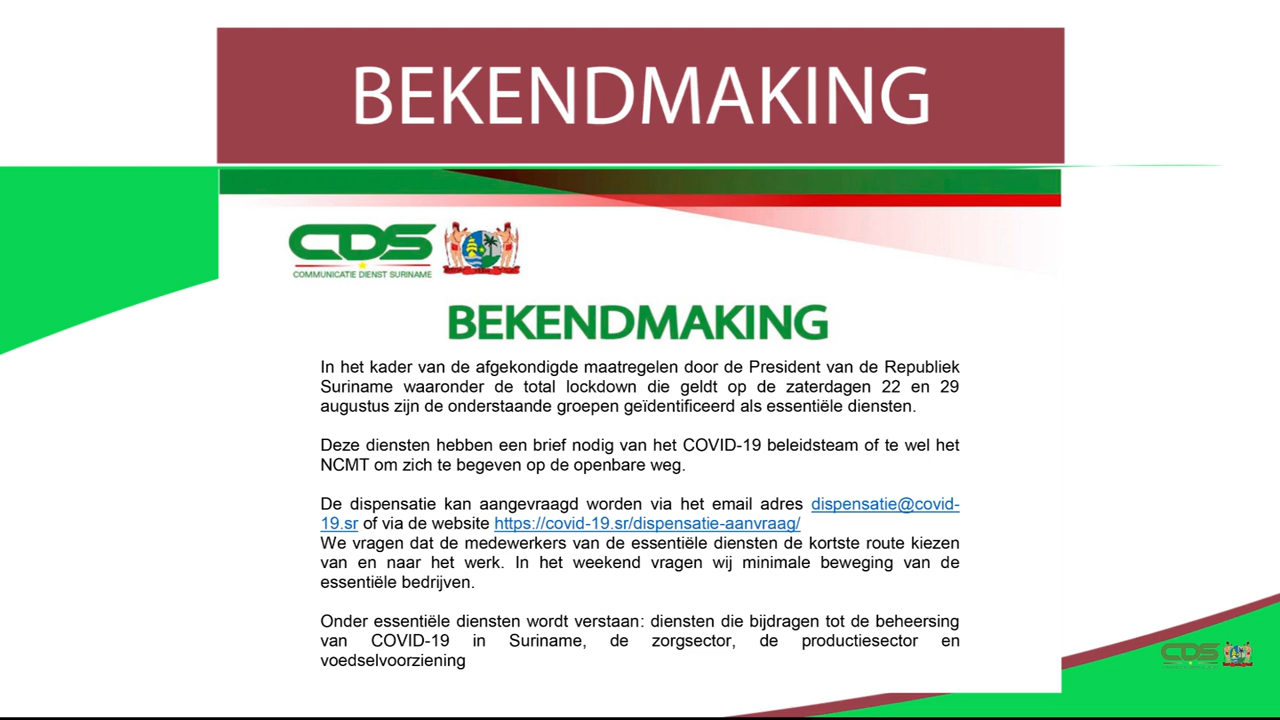 BEKENDMAKING
CDS
COMMUNICATIE DIENST SURINAME
BEKENDMAKING
In het kader van de afgekondigde maatregelen door de President van de Republiek
Suriname waaronder de total lockdown die geldt op de zaterdagen 22 en 29
augustus zijn de onderstaande groepen geïdentificeerd als essentiële diensten.
Deze diensten hebben een brief nodig van het COVID-19 beleidsteam of te wel het
NCMT om zich te begeven op de openbare weg.
De dispensatie kan aangevraagd worden via het email adres dispensatie@covid-
19.sr of via de website https://covid-19.sr/dispensatie-aanvraag/
We vragen dat de medewerkers van de essentiële diensten de kortste route kiezen
van en naar het werk. In het weekend vragen wij minimale beweging van de
essentiële bedrijven.
Onder essentiële diensten wordt verstaan: diensten die bijdragen tot de beheersing
van COVID-19 in Suriname, de zorgsector, de productiesector en
voedselvoorziening
CDS